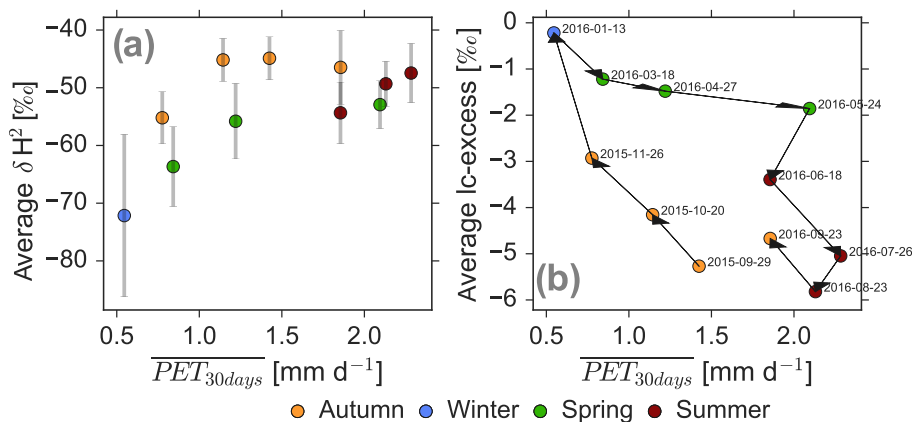 (a)
Average δ H² [‰]
−40
−50
−60
−70
−80
0.5 1.0 1.5 2.0
PET30days [mm d⁻¹]
(b)
Average lc-excess [‰]
0
−1
−2
−3
−4
−5
−6
2016-01-13
2016-03-18
2016-04-27
2016-05-24
2015-11-26
2016-06-18
2015-10-20
2016-09-23
2016-07-26
2015-09-29
2016-08-23
0.5 1.0 1.5 2.0
PET30days [mm d⁻¹]
Autumn Winter Spring Summer